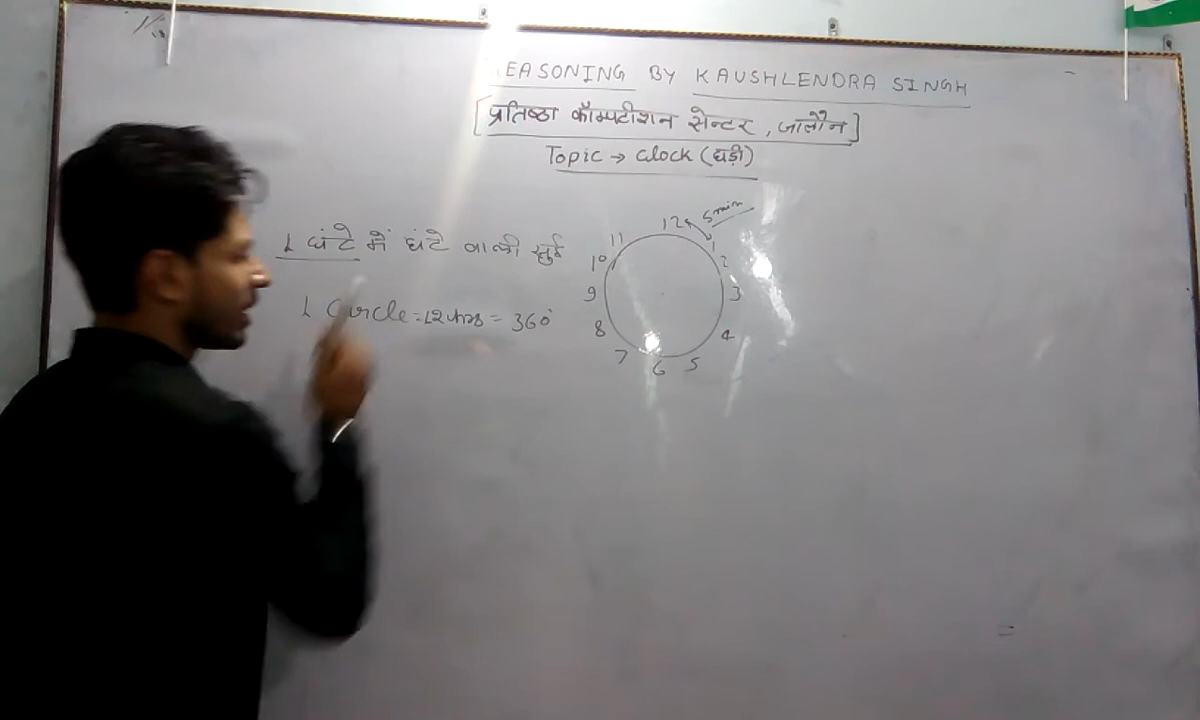 EASONING BY KAUSHLENDRA SINGH
[प्रतिष्ठा कॉम्पटीशन सेन्टर, जालौन]
Topic → Clock (घड़ी)
1 घंटे में घंटे वाली सुई
1 Circle = 12 hrs = 360°
5 min
12
1
2
3
4
5
6
7
8
9
10
11